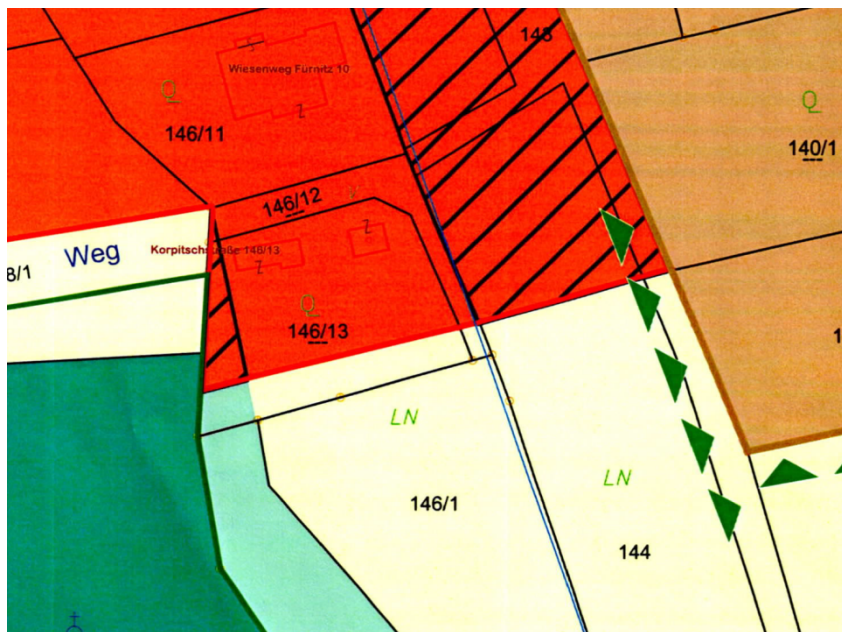 148
Wiesenweg Fürnitz 10
Q
Q
146/11
140/1
146/12
Z
Z
Weg
Korpitschstraße 146/13
8/1
Z
Q
146/13
1
LN
LN
146/1
144